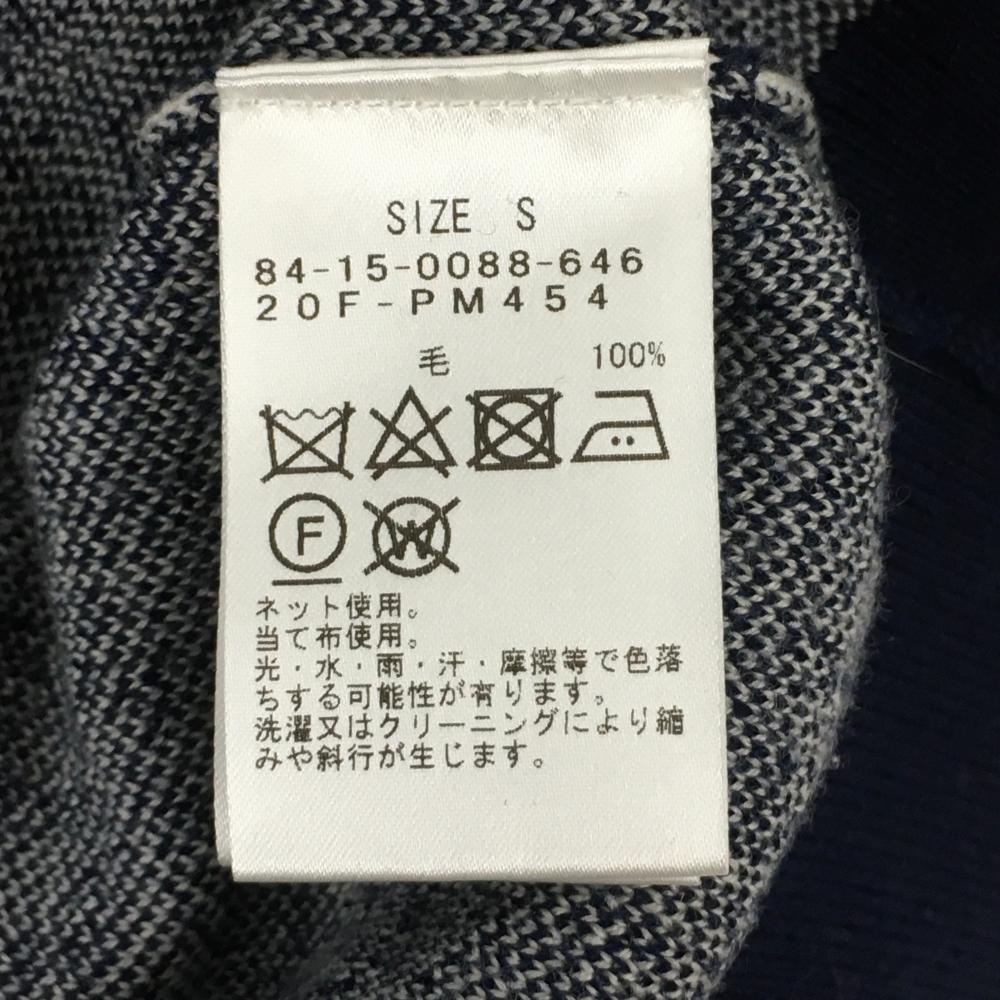 SIZE S
84-15-0088-646
20F-PM454
毛 100%
F
W
ネット使用。
当て布使用。
光・水・雨・汗・摩擦等で色落
ちする可能性が有ります。
洗濯又はクリーニングにより縮
みや斜行が生じます。